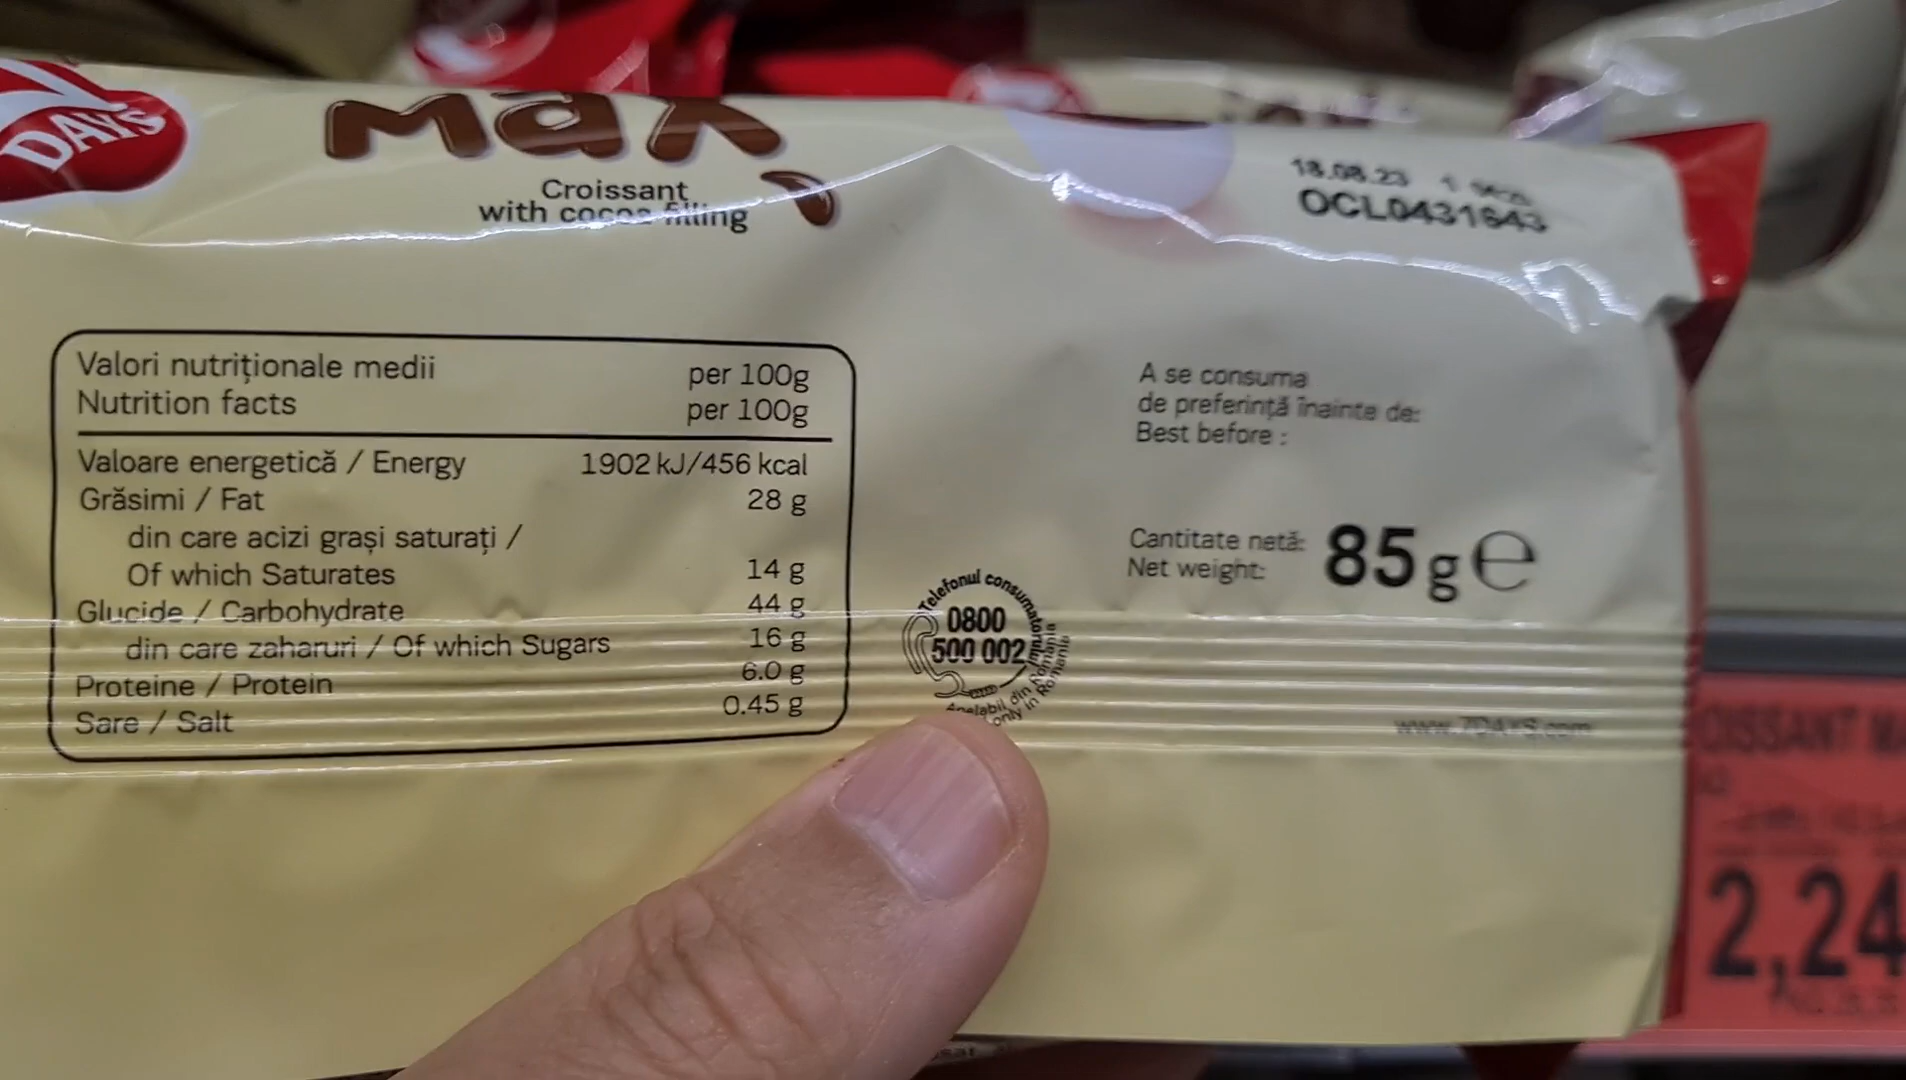 DAYS
max
Croissant
with cocoa filling
18.08.23
OCL0431643
Valori nutriționale medii per 100g
Nutrition facts per 100g
Valoare energetică / Energy 1902 kJ/456 kcal
Grăsimi / Fat 28 g
din care acizi grași saturați /
Of which Saturates 14 g
Glucide / Carbohydrate 44 g
din care zaharuri / Of which Sugars 16 g
Proteine / Protein 6.0 g
Sare / Salt 0.45 g
A se consuma
de preferință înainte de:
Best before :
Cantitate netă:
Net weight:
85g e
Telefonul consumatorului
0800
500 002
Apelabil din România
only in Romania
www.7DAYS.com
OISSANT
2,24